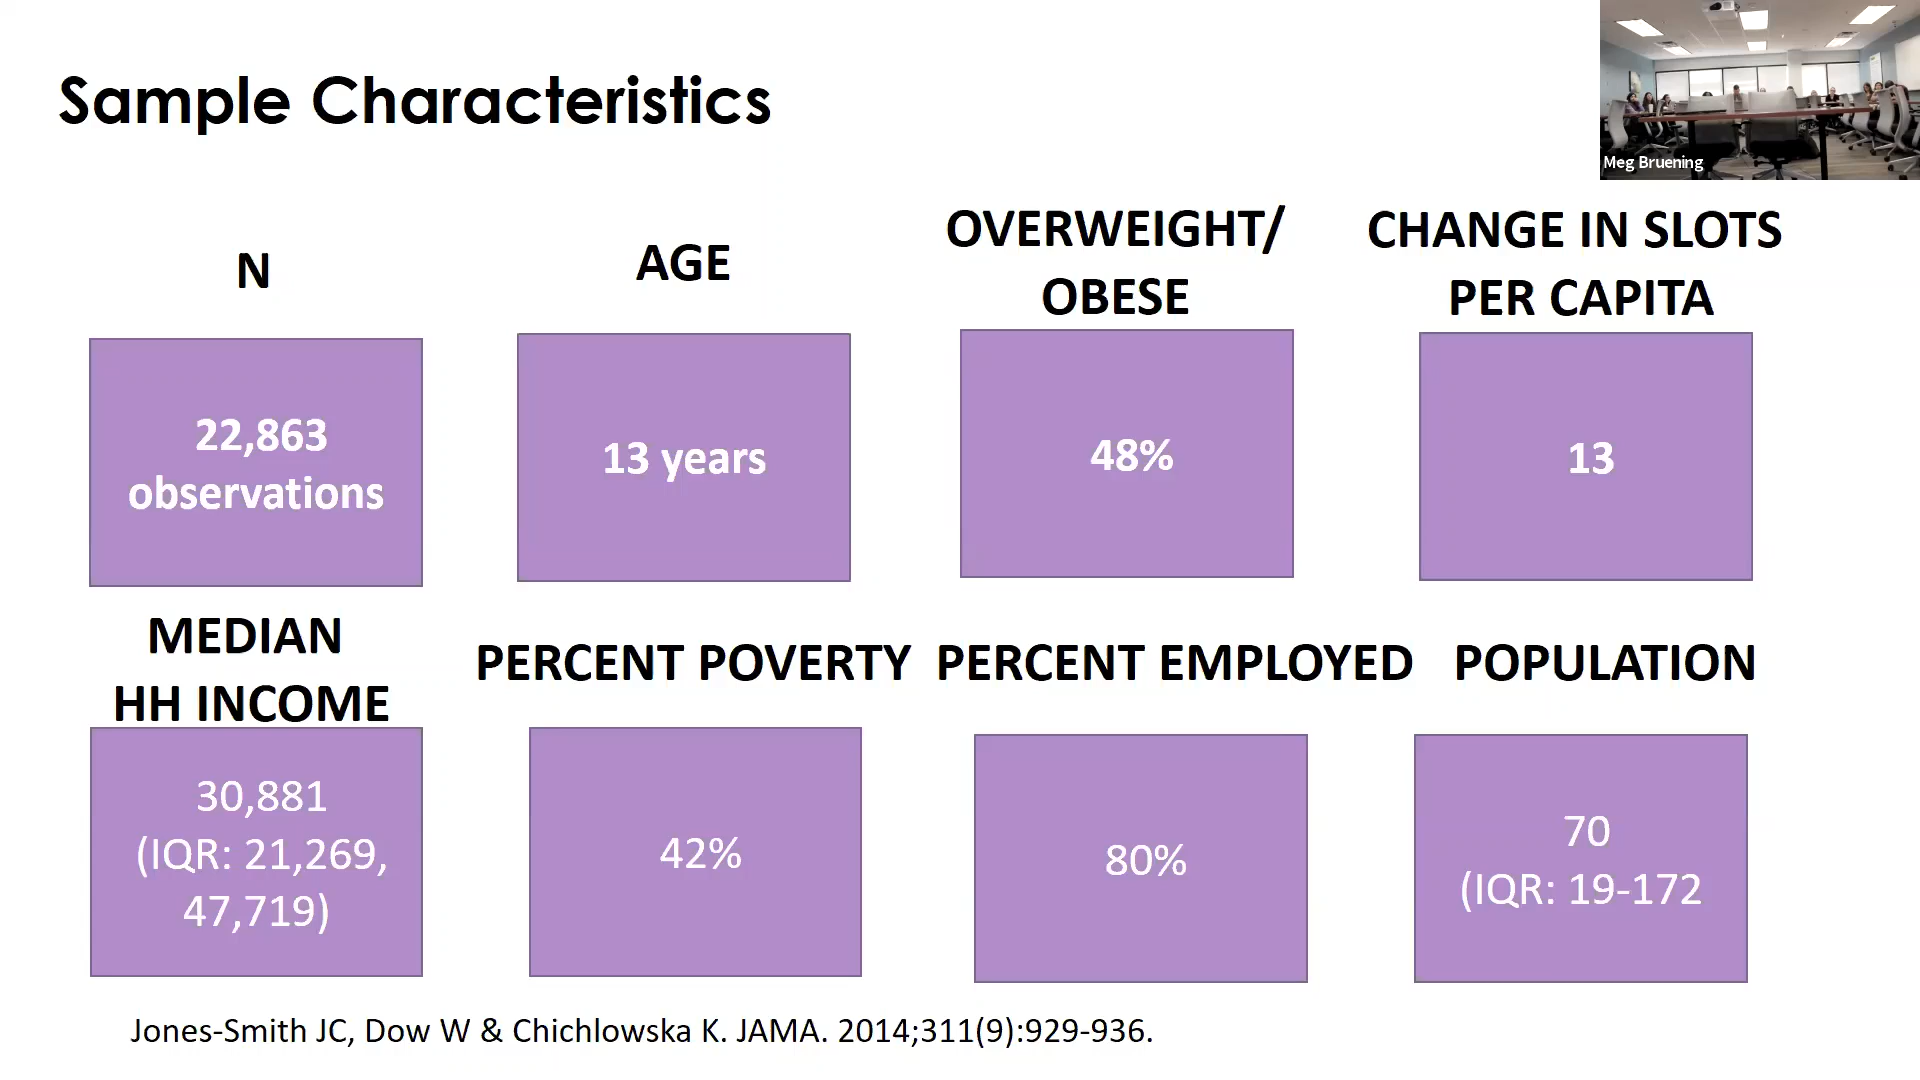 Sample Characteristics
Meg Bruening
N
AGE
OVERWEIGHT/
OBESE
CHANGE IN SLOTS
PER CAPITA
22,863
observations
13 years
48%
13
MEDIAN
HH INCOME
PERCENT POVERTY
PERCENT EMPLOYED
POPULATION
30,881
(IQR: 21,269,
47,719)
42%
80%
70
(IQR: 19-172
Jones-Smith JC, Dow W & Chichlowska K. JAMA. 2014;311(9):929-936.